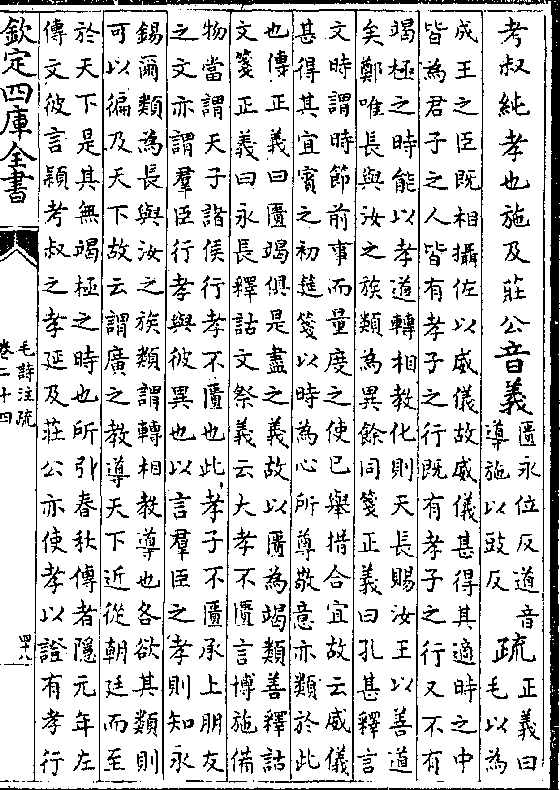 考叔純孝也施及莊公音義匱永位反道音導施以豉反疏正義曰毛以為
成王之臣既相攝佐以威儀故威儀甚得其適時之中
皆為君子之人皆有孝子之行既有孝子之行又不有
竭極之時能以孝道轉相教化則天長賜汝王以善道
矣鄭唯長與汝之族類為異餘同箋正義曰孔甚釋言
文時謂時節前事而量度之使已舉措合宜故云威儀
甚得其宜賓之初筵箋以時為心所尊敬意亦類於此
也傳正義曰匱竭俱是盡之義故以匱為竭類善釋詁
文箋正義曰永長釋詁文祭義云大孝不匱言博施備
物當謂天子諸侯行孝不匱也此孝子不匱承上朋友
之文亦謂羣臣行孝與彼異也以言羣臣之孝則知永
錫爾類為長與汝之族類謂轉相教導也各欲其類則
可以徧及天下故云謂廣之教導天下近從朝廷而至
於天下是其無竭極之時也所引春秋傳者隱元年左
傳文彼言潁考叔之孝延及莊公亦使孝以證有孝行
欽定四庫全書
毛詩注疏
卷二十四
四八